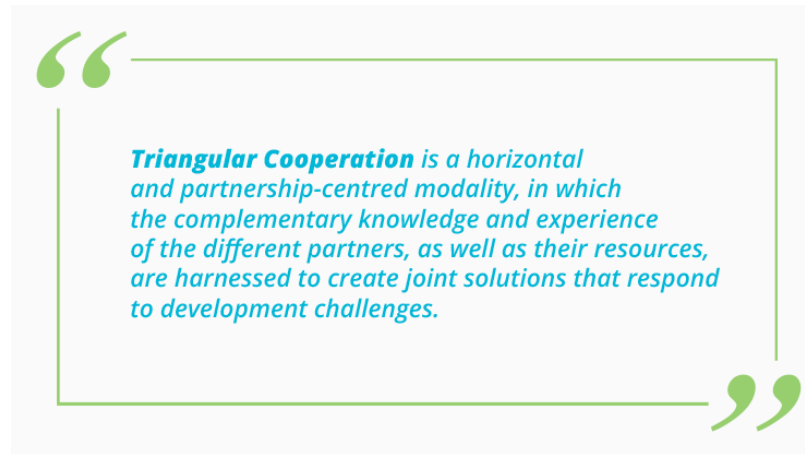 “
Triangular Cooperation is a horizontal
and partnership-centred modality, in which
the complementary knowledge and experience
of the different partners, as well as their resources,
are harnessed to create joint solutions that respond
to development challenges.
”